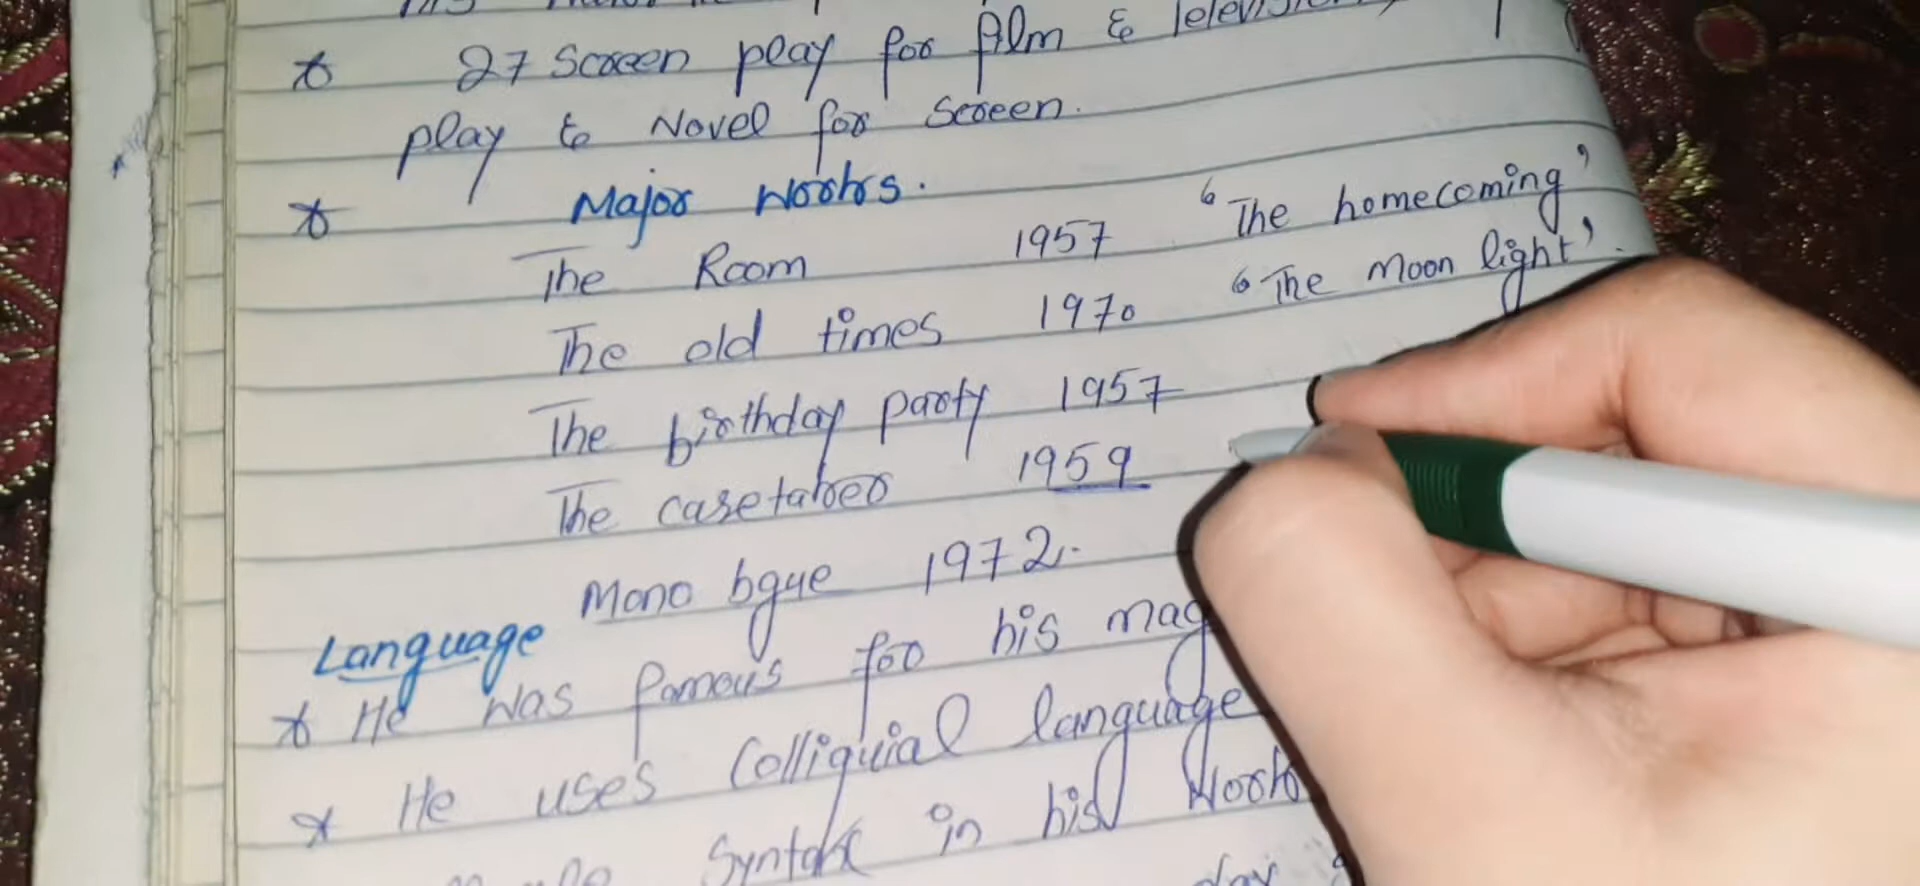 * 27 Screen play for film & Television,
play & Novel for Screen.
* Major Works.
The Room 1957 "The homecoming"
The old times 1970 "The Moon light".
The birthday party 1957
The caretaker 1959
Mono logue 1972.
Language
* He was famous for his
* He uses Colliquial language
Syntax in his Work